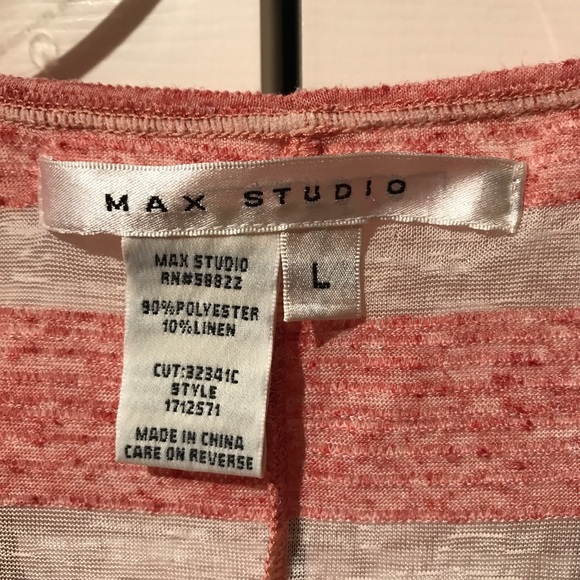 MAX STUDIO
MAX STUDIO
RN#58822
90%POLYESTER
10%LINEN
CUT:32341C
STYLE
1712571
MADE IN CHINA
CARE ON REVERSE
L